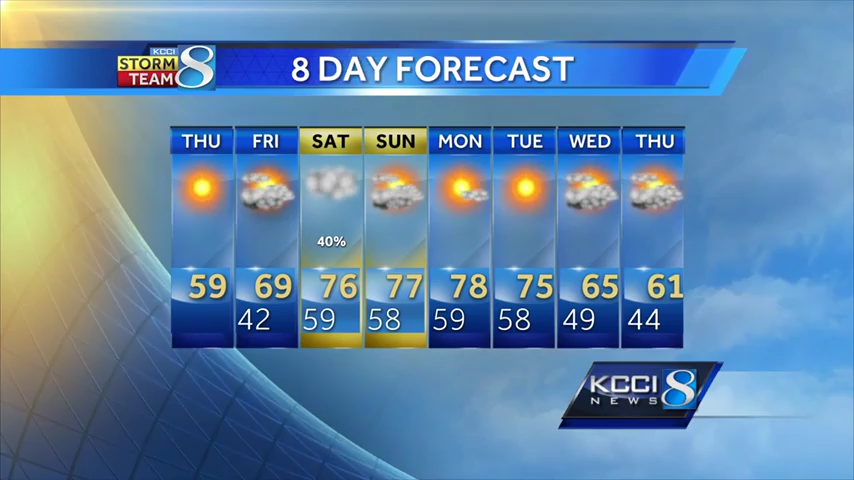 KCCI
STORM
TEAM 8
8 DAY FORECAST
THU FRI SAT SUN MON TUE WED THU
40%
59 69 76 77 78 75 65 61
42 59 58 59 58 49 44
KCCI 8
NEWS